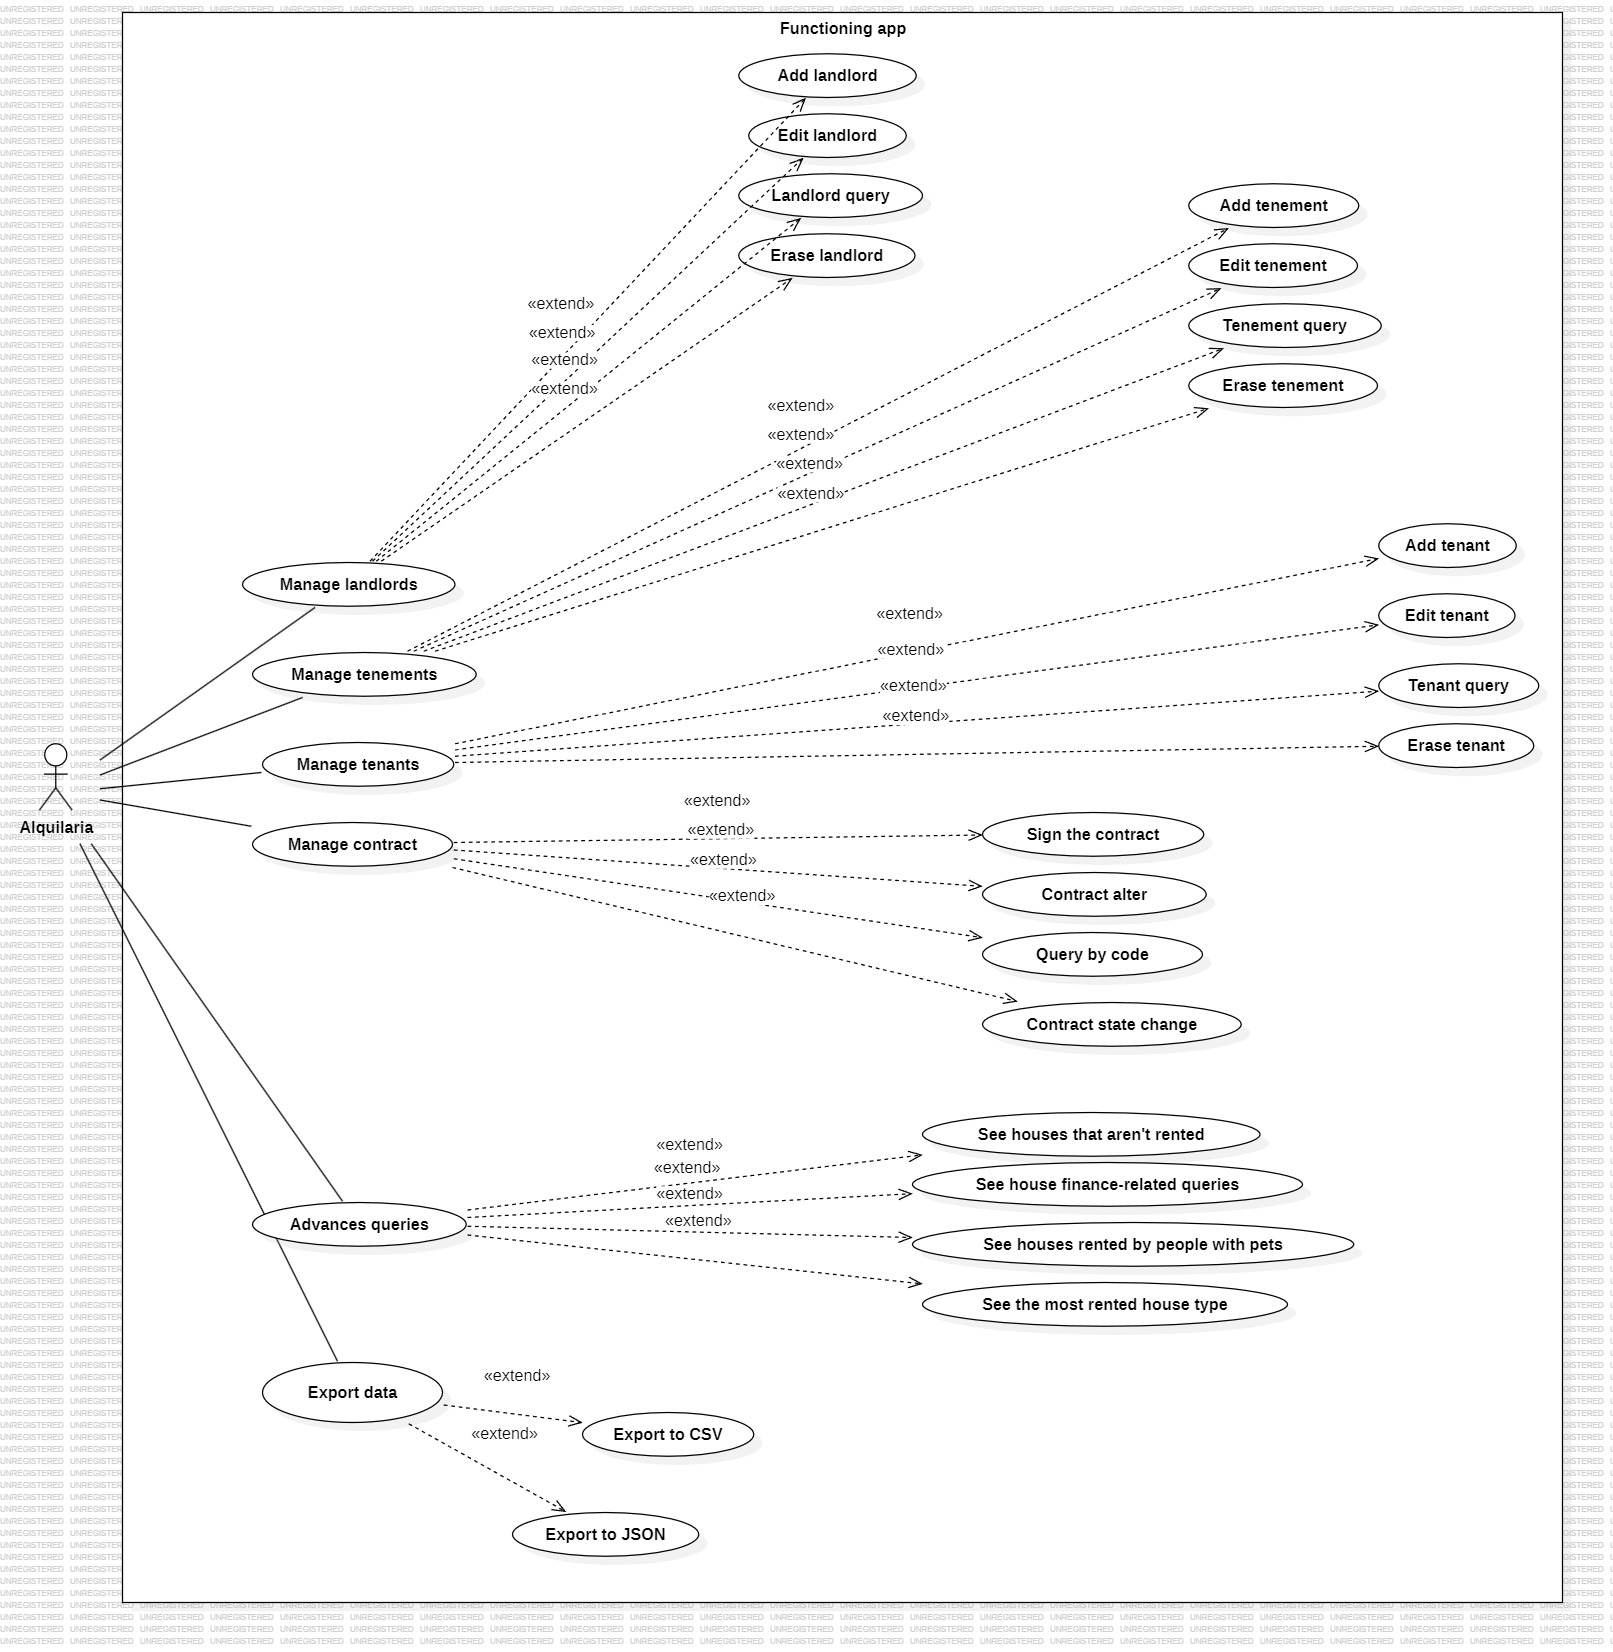 Functioning app
Add landlord
Edit landlord
Landlord query
Erase landlord
Add tenement
Edit tenement
Tenement query
Erase tenement
«extend»
«extend»
«extend»
«extend»
«extend»
«extend»
«extend»
«extend»
Manage landlords
Manage tenements
Manage tenants
Manage contract
Alquilaria
Add tenant
Edit tenant
Tenant query
Erase tenant
«extend»
«extend»
«extend»
«extend»
«extend»
«extend»
«extend»
«extend»
Sign the contract
Contract alter
Query by code
Contract state change
See houses that aren't rented
See house finance-related queries
See houses rented by people with pets
See the most rented house type
«extend»
«extend»
«extend»
«extend»
Advances queries
Export data
«extend»
«extend»
Export to CSV
Export to JSON
UNREGISTERED